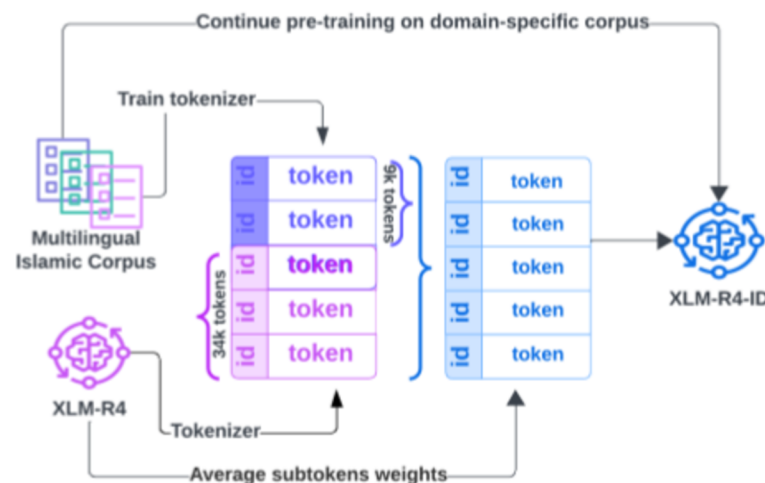 Continue pre-training on domain-specific corpus
Train tokenizer
id token
id token
id token
id token
id token
9k tokens
34k tokens
id token
id token
id token
id token
id token
Multilingual
Islamic Corpus
XLM-R4-ID
XLM-R4
Tokenizer
Average subtokens weights